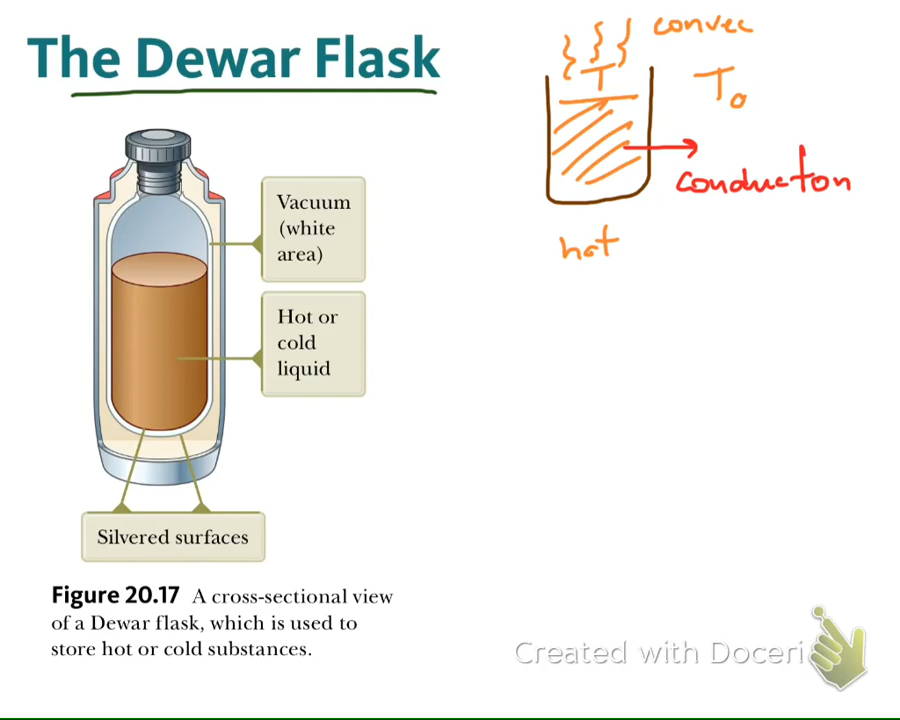 The Dewar Flask
Vacuum
(white
area)
Hot or
cold
liquid
Silvered surfaces
Figure 20.17 A cross-sectional view
of a Dewar flask, which is used to
store hot or cold substances.
convec
T
T₀
conducton
hot
Created with Doceri